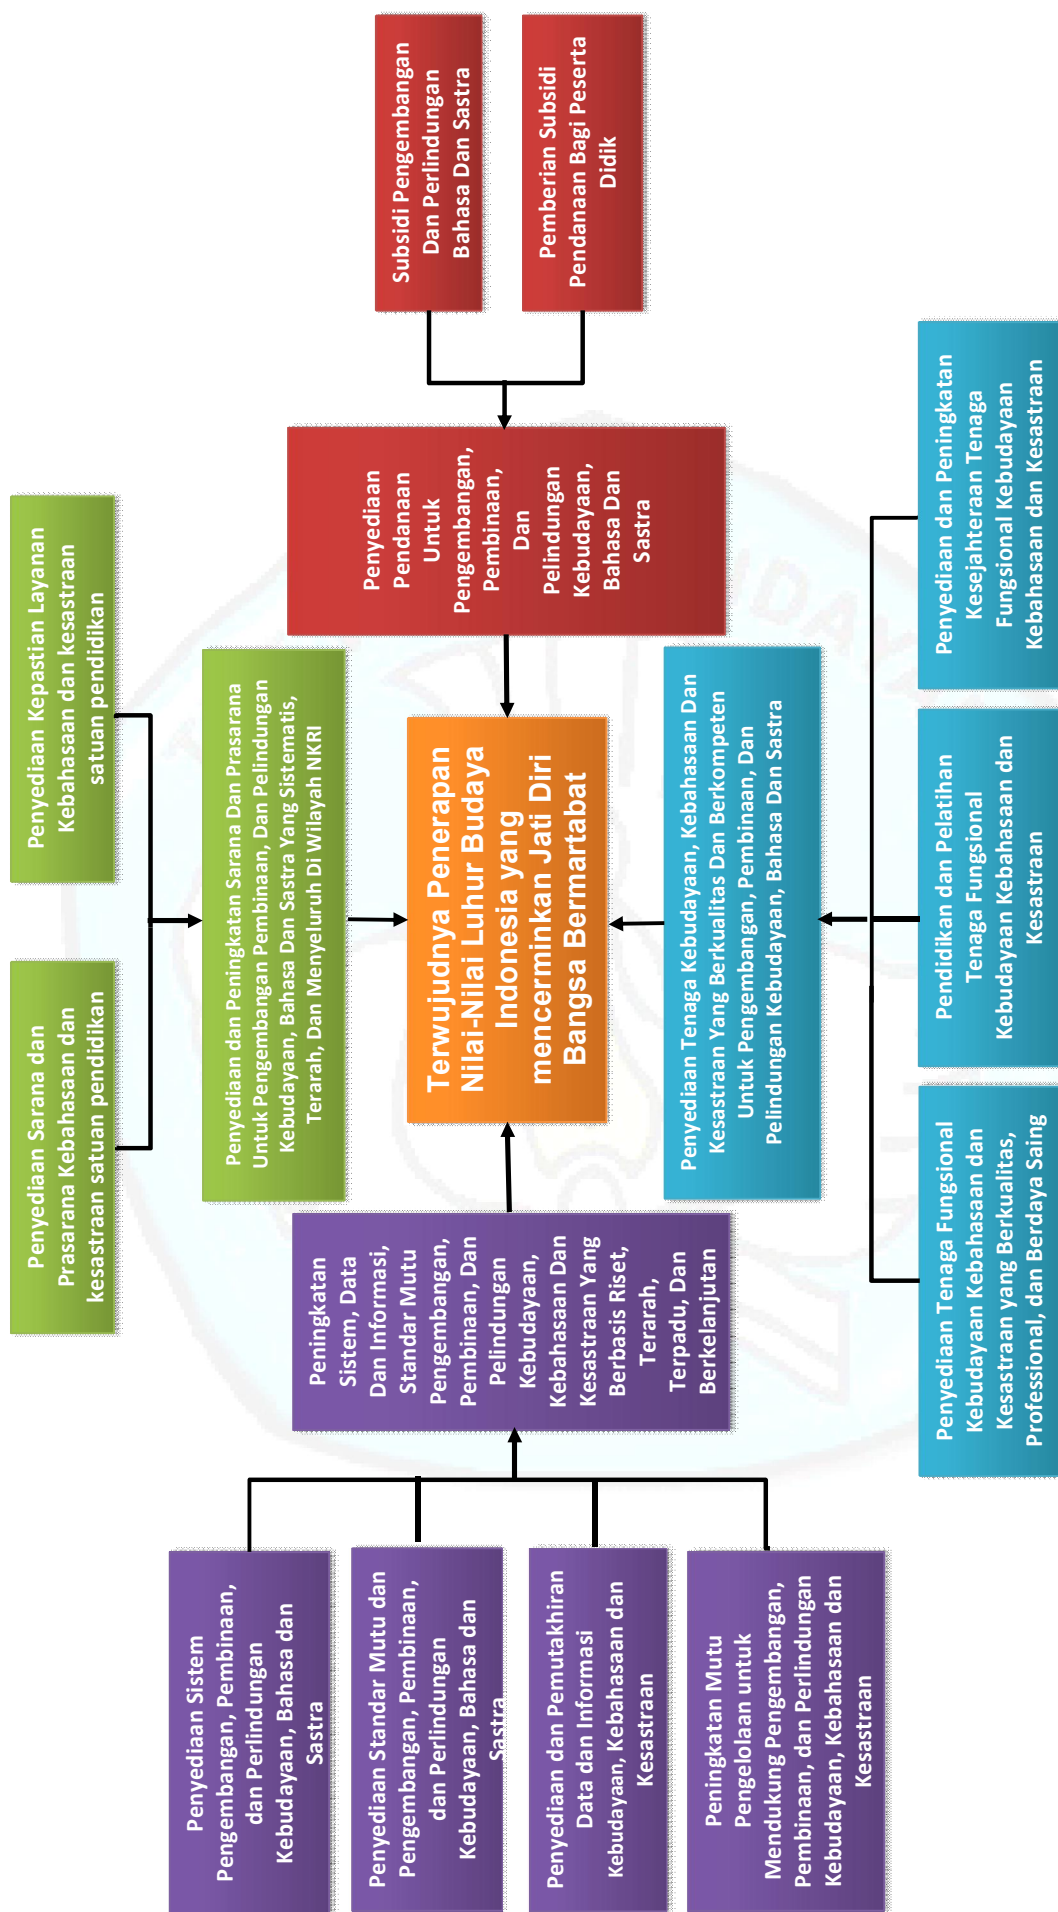 Penyediaan Sarana dan
Prasarana Kebahasaan dan
kesastraan satuan pendidikan
Penyediaan Kepastian Layanan
Kebahasaan dan kesastraan
satuan pendidikan
Penyediaan dan Peningkatan Sarana Dan Prasarana
Untuk Pengembangan Pembinaan, Dan Pelindungan
Kebudayaan, Bahasa Dan Sastra Yang Sistematis,
Terarah, Dan Menyeluruh Di Wilayah NKRI
Penyediaan Sistem
Pengembangan, Pembinaan,
dan Perlindungan
Kebudayaan, Bahasa dan
Sastra
Penyediaan Standar Mutu dan
Pengembangan, Pembinaan,
dan Perlindungan
Kebudayaan, Bahasa dan
Sastra
Penyediaan dan Pemutakhiran
Data dan Informasi
Kebudayaan, Kebahasaan dan
Kesastraan
Peningkatan Mutu
Pengelolaan untuk
Mendukung Pengembangan,
Pembinaan, dan Perlindungan
Kebudayaan, Kebahasaan dan
Kesastraan
Peningkatan
Sistem, Data
Dan Informasi,
Standar Mutu
Pengembangan,
Pembinaan, Dan
Pelindungan
Kebudayaan,
Kebahasaan Dan
Kesastraan Yang
Berbasis Riset,
Terarah,
Terpadu, Dan
Berkelanjutan
Terwujudnya Penerapan
Nilai-Nilai Luhur Budaya
Indonesia yang
mencerminkan Jati Diri
Bangsa Bermartabat
Penyediaan
Pendanaan
Untuk
Pengembangan,
Pembinaan,
Dan
Pelindungan
Kebudayaan,
Bahasa Dan
Sastra
Subsidi Pengembangan
Dan Perlindungan
Bahasa Dan Sastra
Pemberian Subsidi
Pendanaan Bagi Peserta
Didik
Penyediaan Tenaga Kebudayan, Kebahasaan Dan
Kesastraan Yang Berkualitas Dan Berkompeten
Untuk Pengembangan, Pembinaan, Dan
Pelindungan Kebudayaan, Bahasa Dan Sastra
Penyediaan Tenaga Fungsional
Kebudayaan Kebahasaan dan
Kesastraan yang Berkualitas,
Professional, dan Berdaya Saing
Pendidikan dan Pelatihan
Tenaga Fungsional
Kebudayaan Kebahasaan dan
Kesastraan
Penyediaan dan Peningkatan
Kesejahteraan Tenaga
Fungsional Kebudayaan
Kebahasaan dan Kesastraan